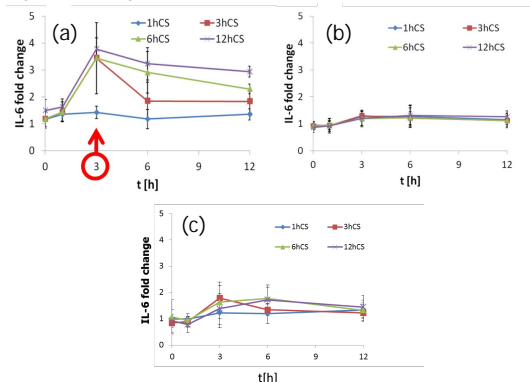 (a)
1hCS 3hCS
6hCS 12hCS
IL-6 fold change
5
4
3
2
1
0
0 3 6 9 12
t [h]
(b)
1hCS 3hCS
6hCS 12hCS
IL-6 fold change
5
4
3
2
1
0
0 3 6 9 12
t [h]
(c)
1hCS 3hCS
6hCS 12hCS
IL-6 fold change
5
4
3
2
1
0
0 3 6 9 12
t[h]